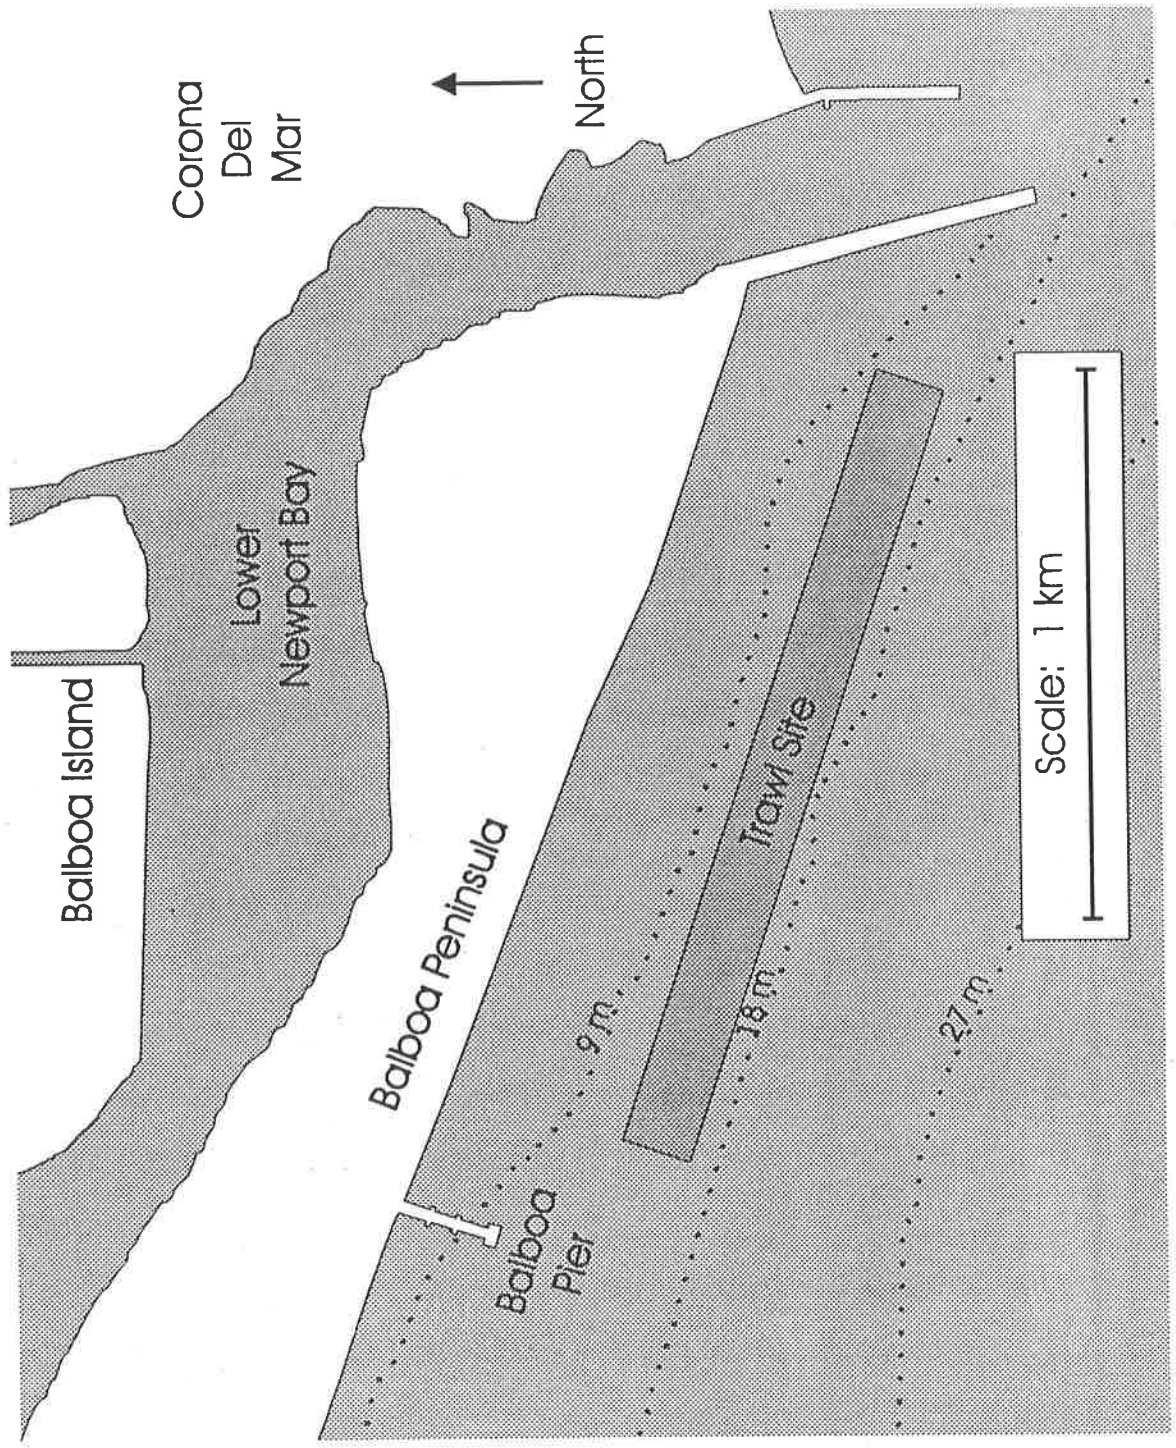 Corona
Del
Mar
North
Balboa Island
Lower
Newport Bay
Balboa Peninsula
Trawl Site
9 m
18 m
27 m
Balboa
Pier
Scale: 1 km